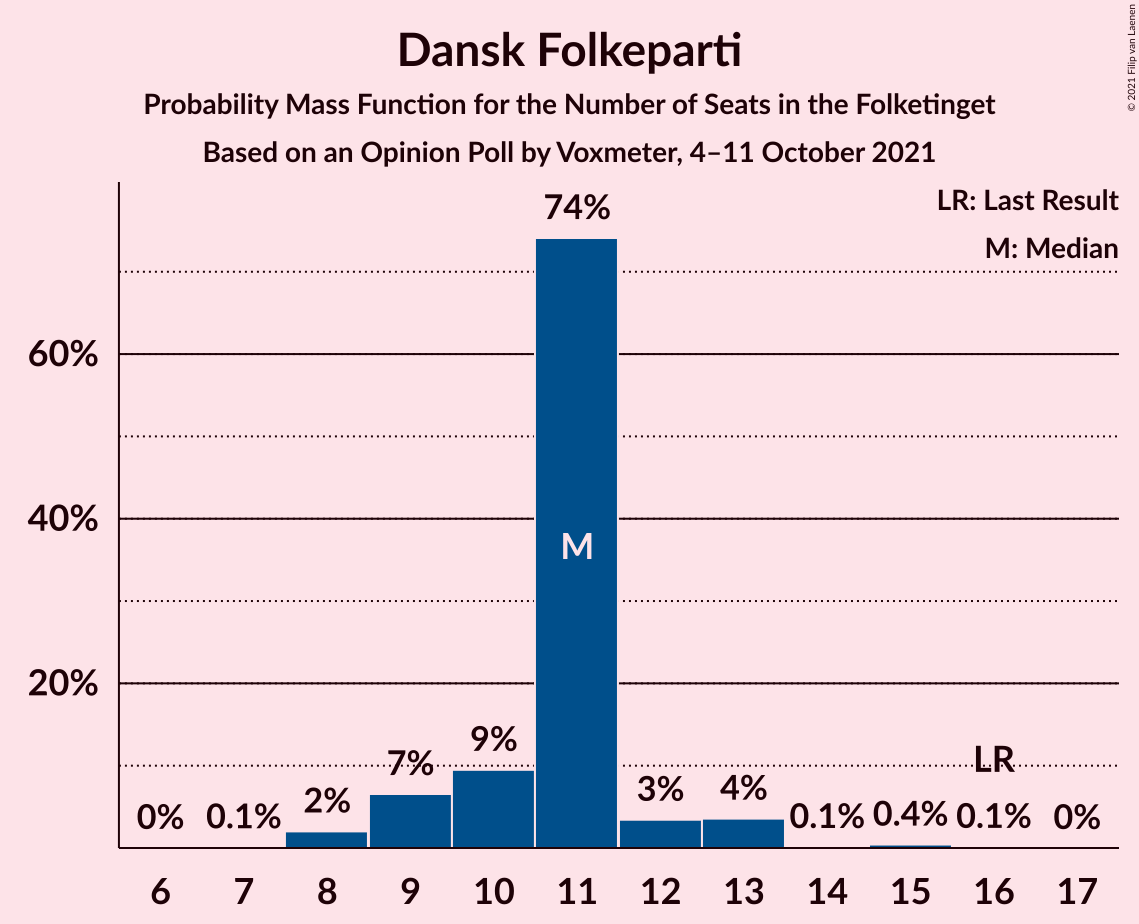 Dansk Folkeparti
Probability Mass Function for the Number of Seats in the Folketinget
Based on an Opinion Poll by Voxmeter, 4–11 October 2021
© 2021 Filip van Laenen
LR: Last Result
M: Median
74%
60%
40%
M
20%
0%
0.1%
2%
7%
9%
3%
4%
0.1%
0.4%
LR
0.1%
0%
6 7 8 9 10 11 12 13 14 15 16 17